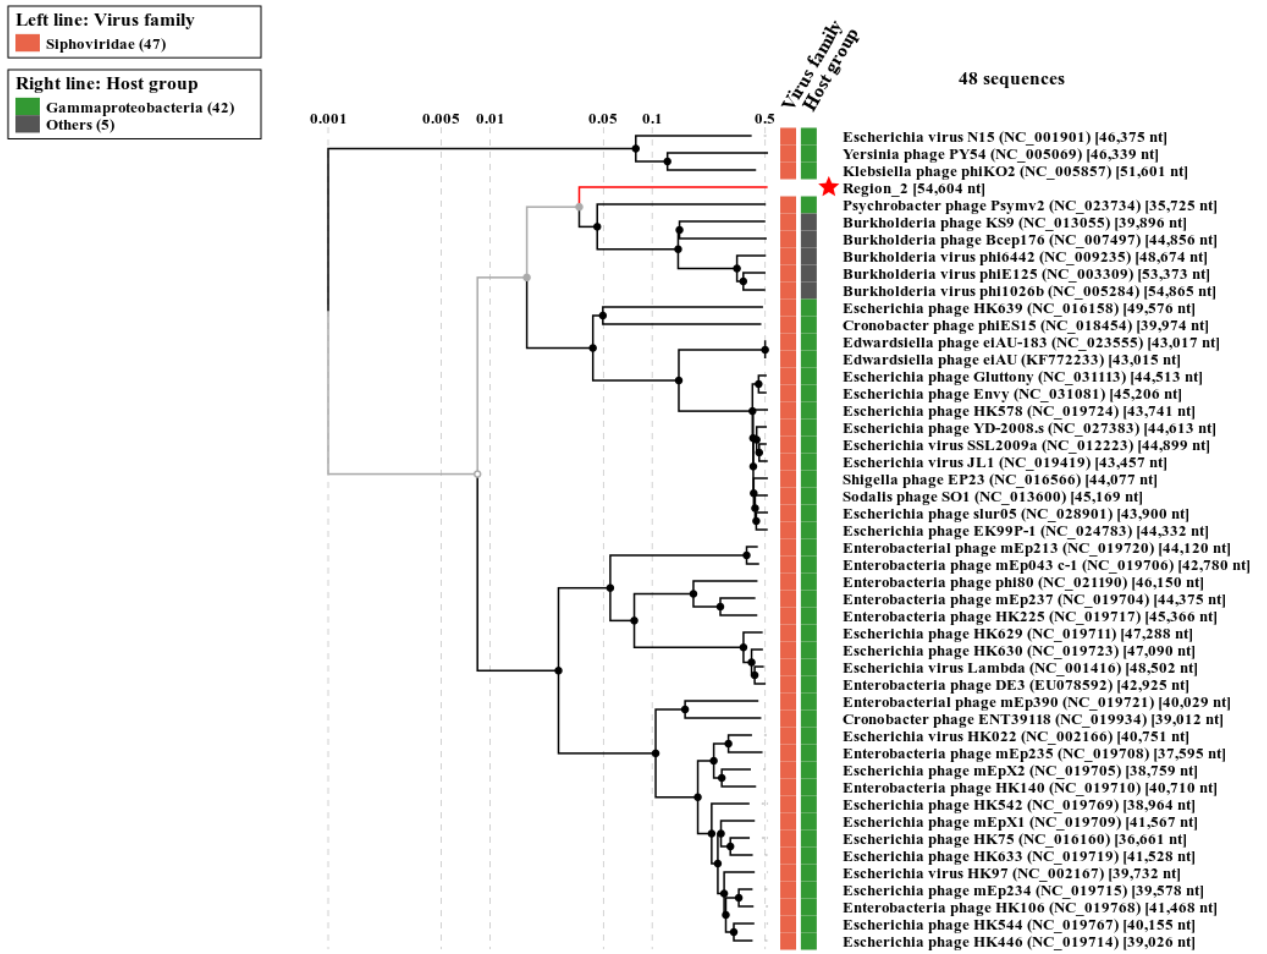 Left line: Virus family
Siphoviridae (47)
Right line: Host group
Gammaproteobacteria (42)
Others (5)
Virus family
Host group
48 sequences
0.001 0.005 0.01 0.05 0.1 0.5
Escherichia virus N15 (NC_001901) [46,375 nt]
Yersinia phage PY54 (NC_005069) [46,339 nt]
Klebsiella phage phiKO2 (NC_005857) [51,601 nt]
Region_2 [54,604 nt]
Psychrobacter phage Psymv2 (NC_023734) [35,725 nt]
Burkholderia phage KS9 (NC_013055) [39,896 nt]
Burkholderia phage Bcep176 (NC_007497) [44,856 nt]
Burkholderia virus phi6442 (NC_009235) [48,674 nt]
Burkholderia virus phiE125 (NC_003309) [53,373 nt]
Burkholderia virus phi1026b (NC_005284) [54,865 nt]
Escherichia phage HK639 (NC_016158) [49,576 nt]
Cronobacter phage phiES15 (NC_018454) [39,974 nt]
Edwardsiella phage eiAU-183 (NC_023555) [43,017 nt]
Edwardsiella phage eiAU (KF772233) [43,015 nt]
Escherichia phage Gluttony (NC_031113) [44,513 nt]
Escherichia phage Envy (NC_031081) [45,206 nt]
Escherichia phage HK578 (NC_019724) [43,741 nt]
Escherichia phage YD-2008.s (NC_027383) [44,613 nt]
Escherichia virus SSL2009a (NC_012223) [44,899 nt]
Escherichia virus JL1 (NC_019419) [43,457 nt]
Shigella phage EP23 (NC_016566) [44,077 nt]
Sodalis phage SO1 (NC_013600) [45,169 nt]
Escherichia phage slur05 (NC_028901) [43,900 nt]
Escherichia phage EK99P-1 (NC_024783) [44,332 nt]
Enterobacterial phage mEp213 (NC_019720) [44,120 nt]
Enterobacteria phage mEp043 c-1 (NC_019706) [42,780 nt]
Enterobacteria phage phi80 (NC_021190) [46,150 nt]
Enterobacteria phage mEp237 (NC_019704) [44,375 nt]
Enterobacteria phage HK225 (NC_019717) [45,366 nt]
Escherichia phage HK629 (NC_019711) [47,288 nt]
Escherichia phage HK630 (NC_019723) [47,090 nt]
Escherichia virus Lambda (NC_001416) [48,502 nt]
Enterobacteria phage DE3 (EU078592) [42,925 nt]
Enterobacterial phage mEp390 (NC_019721) [40,029 nt]
Cronobacter phage ENT39118 (NC_019934) [39,012 nt]
Escherichia virus HK022 (NC_002166) [40,751 nt]
Enterobacteria phage mEp235 (NC_019708) [37,595 nt]
Escherichia phage mEpX2 (NC_019705) [38,759 nt]
Enterobacteria phage HK140 (NC_019710) [40,710 nt]
Escherichia phage HK542 (NC_019769) [38,964 nt]
Escherichia phage mEpX1 (NC_019709) [41,567 nt]
Escherichia phage HK75 (NC_016160) [36,661 nt]
Escherichia phage HK633 (NC_019719) [41,528 nt]
Escherichia virus HK97 (NC_002167) [39,732 nt]
Escherichia phage mEp234 (NC_019715) [39,578 nt]
Enterobacteria phage HK106 (NC_019768) [41,468 nt]
Escherichia phage HK544 (NC_019767) [40,155 nt]
Escherichia phage HK446 (NC_019714) [39,026 nt]